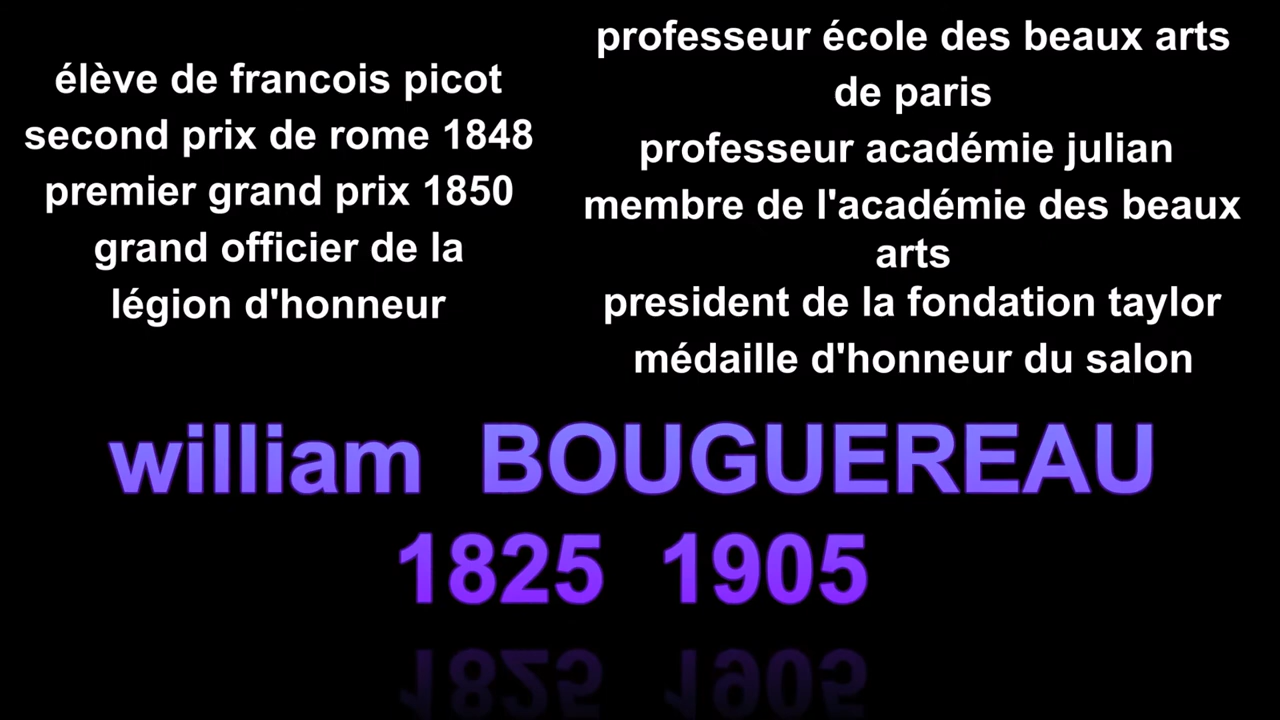 élève de francois picot
second prix de rome 1848
premier grand prix 1850
grand officier de la
légion d'honneur
professeur école des beaux arts
de paris
professeur académie julian
membre de l'académie des beaux
arts
president de la fondation taylor
médaille d'honneur du salon
william BOUGUEREAU
1825 1905